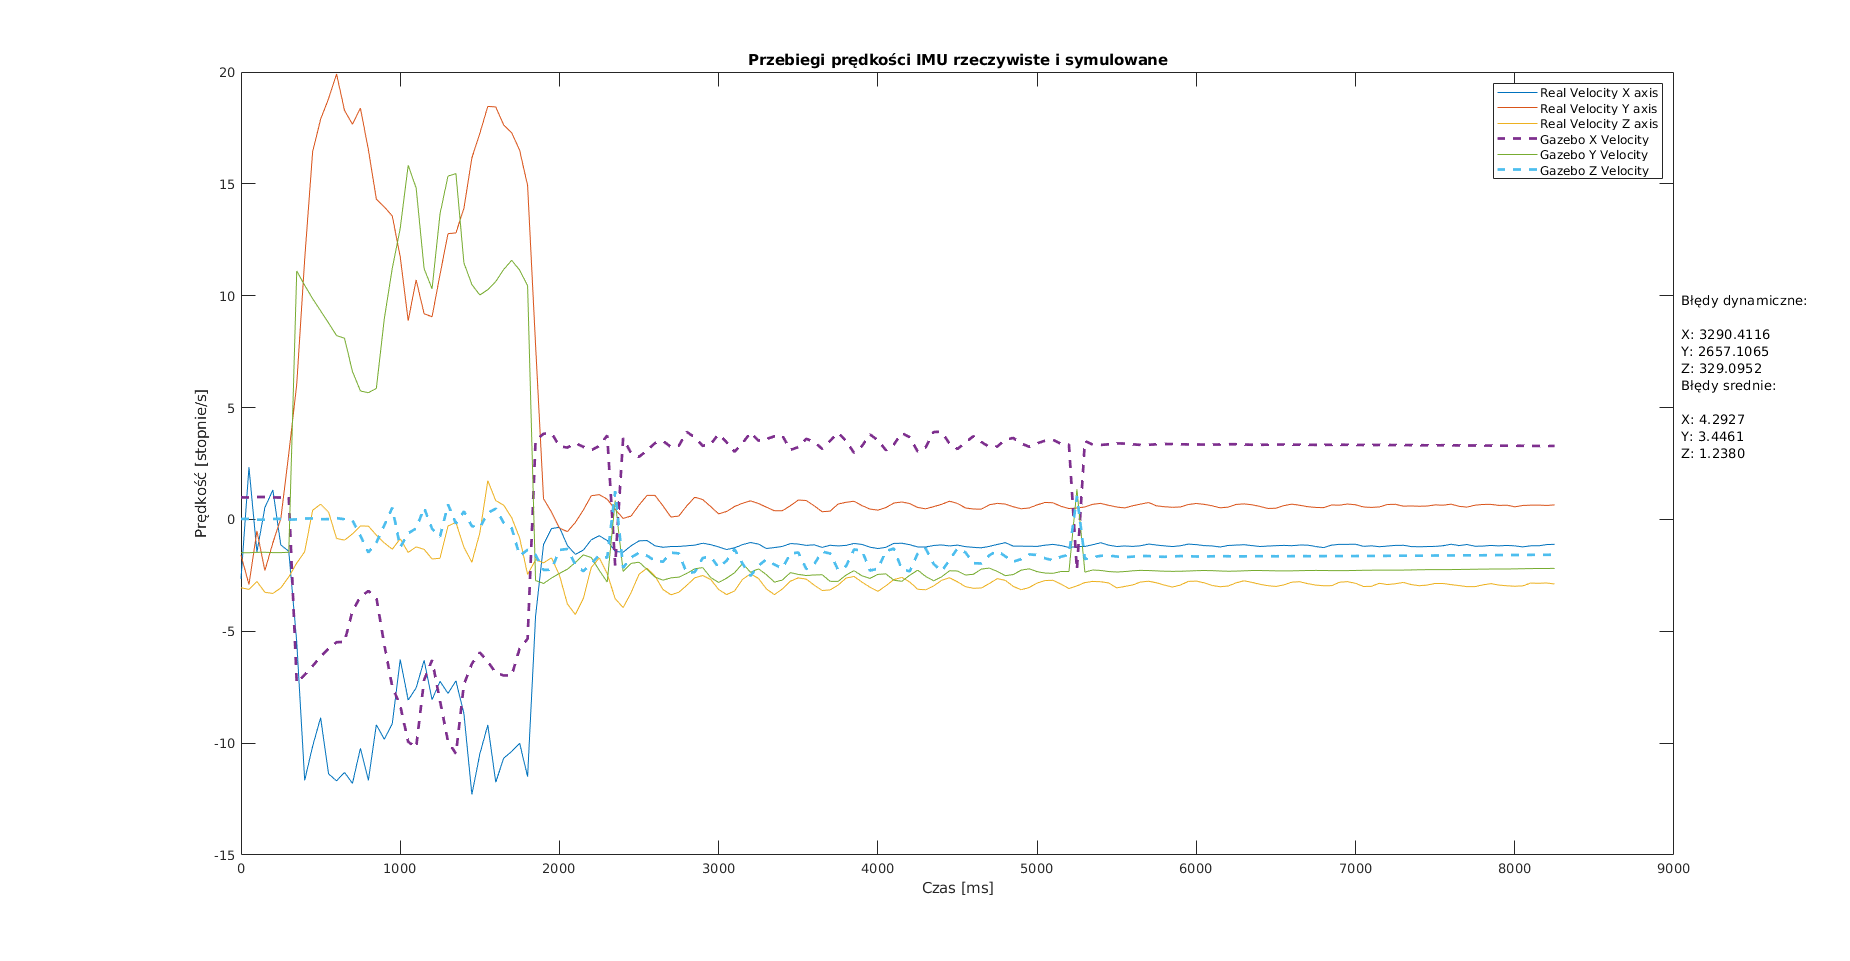 Przebiegi prędkości IMU rzeczywiste i symulowane
20
15
10
5
0
-5
-10
-15
Prędkość [stopnie/s]
0 1000 2000 3000 4000 5000 6000 7000 8000 9000
Czas [ms]
Real Velocity X axis
Real Velocity Y axis
Real Velocity Z axis
Gazebo X Velocity
Gazebo Y Velocity
Gazebo Z Velocity
Błędy dynamiczne:
X: 3290.4116
Y: 2657.1065
Z: 329.0952
Błędy srednie:
X: 4.2927
Y: 3.4461
Z: 1.2380